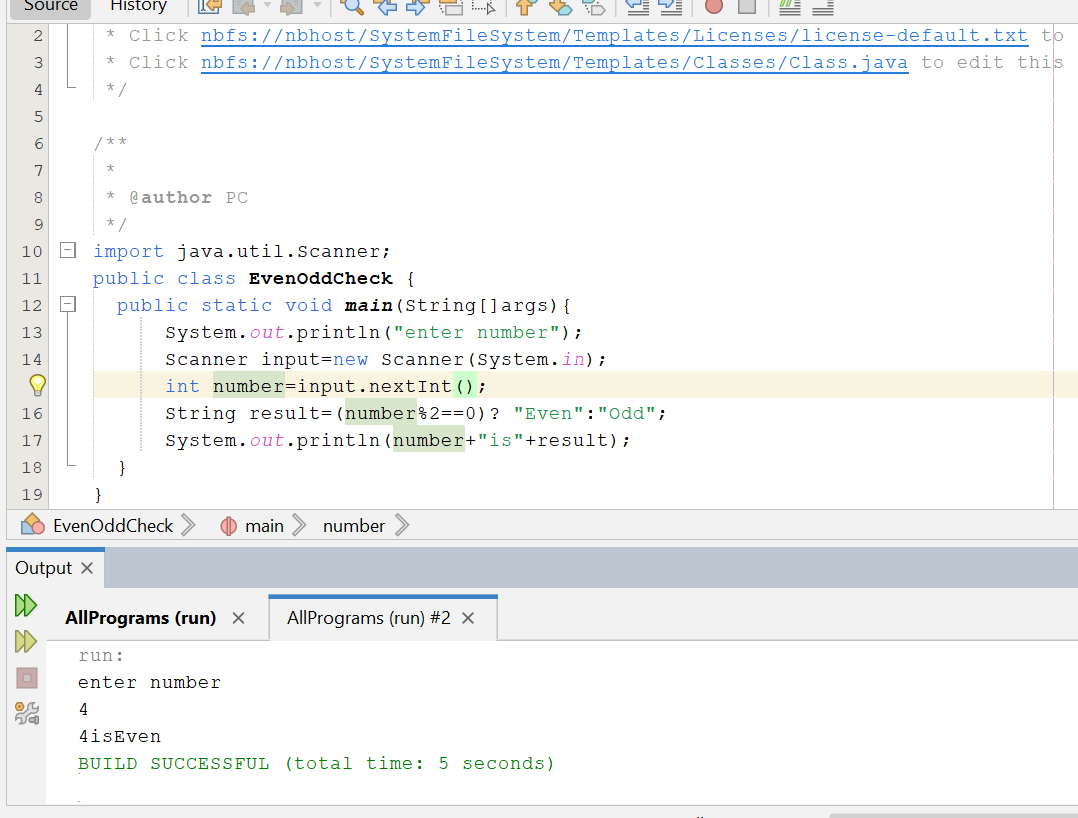 Source History
2 * Click nbfs://nbhost/SystemFileSystem/Templates/Licenses/license-default.txt to
3 * Click nbfs://nbhost/SystemFileSystem/Templates/Classes/Class.java to edit this
4 */
5
6 /**
7 *
8 * @author PC
9 */
10 import java.util.Scanner;
11 public class EvenOddCheck {
12 public static void main(String[]args){
13 System.out.println("enter number");
14 Scanner input=new Scanner(System.in);
int number=input.nextInt();
16 String result=(number%2==0)? "Even":"Odd";
17 System.out.println(number+"is"+result);
18 }
19 }
EvenOddCheck main number
Output
AllPrograms (run) AllPrograms (run) #2
run:
enter number
4
4isEven
BUILD SUCCESSFUL (total time: 5 seconds)